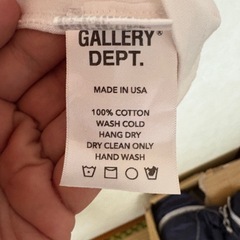 GALLERY®
DEPT.
MADE IN USA
100% COTTON
WASH COLD
HANG DRY
DRY CLEAN ONLY
HAND WASH